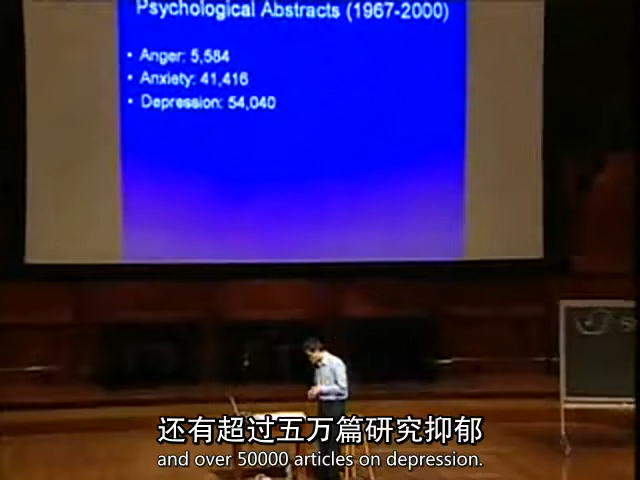 Psychological Abstracts (1967-2000)
• Anger: 5,584
• Anxiety: 41,416
• Depression: 54,040
还有超过五万篇研究抑郁
and over 50000 articles on depression.